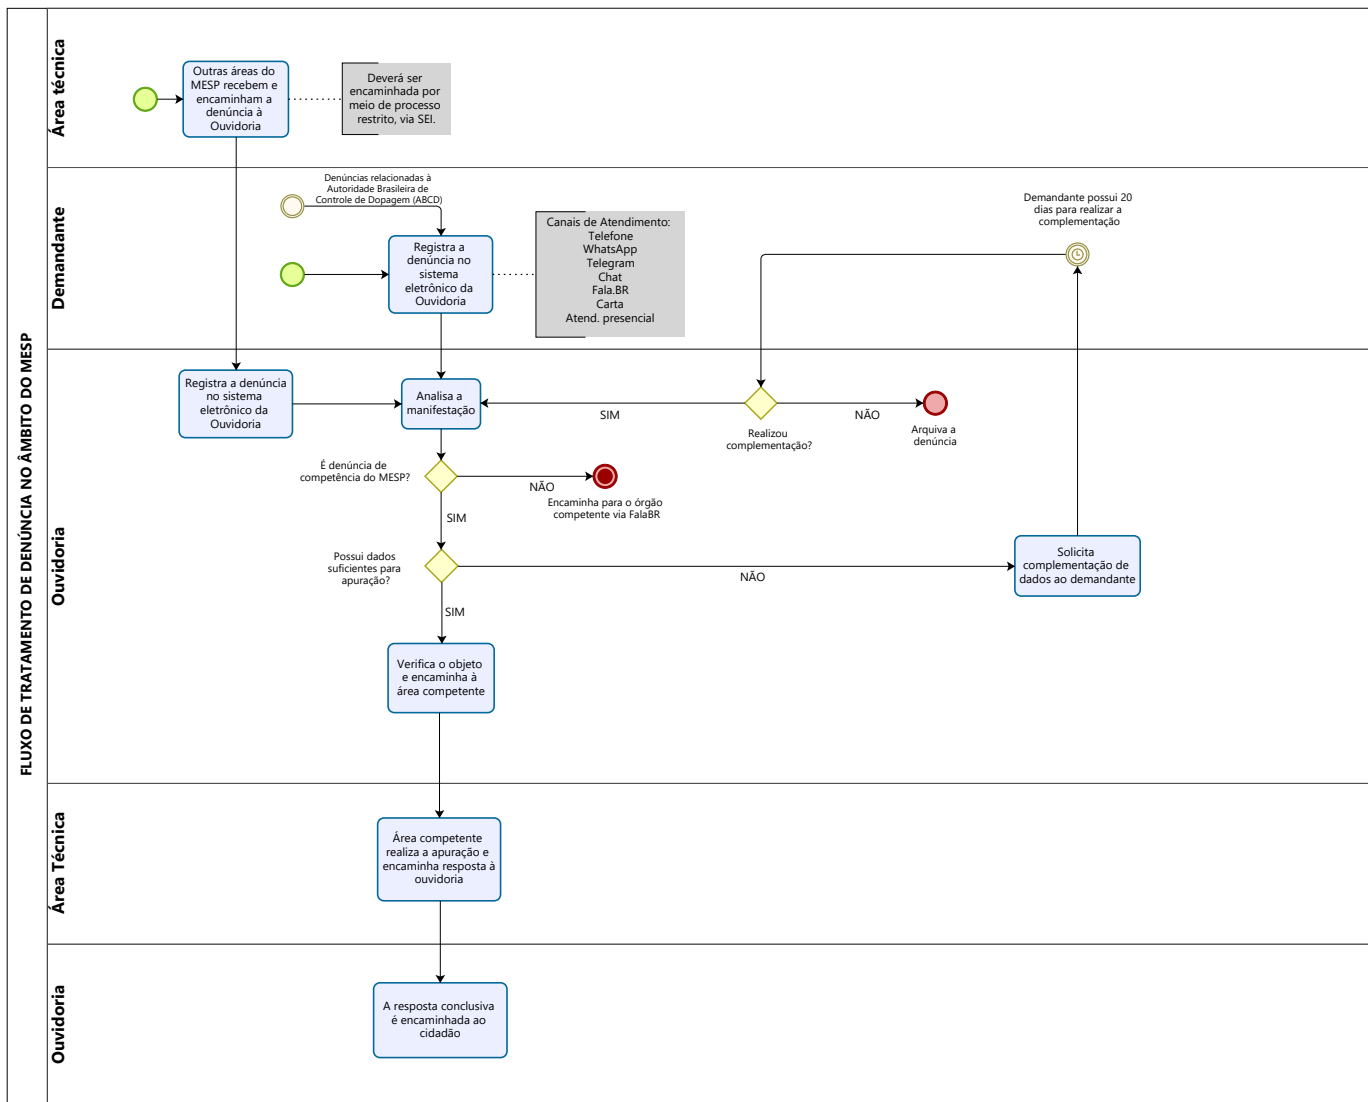 FLUXO DE TRATAMENTO DE DENÚNCIA NO ÂMBITO DO MESP
Área técnica
Outras áreas do
MESP recebem e
encaminham a
denúncia à
Ouvidoria
Deverá ser
encaminhada por
meio de processo
restrito, via SEI.
Demandante
Denúncias relacionadas à
Autoridade Brasileira de
Controle de Dopagem (ABCD)
Registra a
denúncia no
sistema
eletrônico da
Ouvidoria
Canais de Atendimento:
Telefone
WhatsApp
Telegram
Chat
Fala.BR
Carta
Atend. presencial
Demandante possui 20
dias para realizar a
complementação
Ouvidoria
Registra a denúncia
no sistema
eletrônico da
Ouvidoria
Analisa a
manifestação
SIM
Realizou
complementação?
NÃO
Arquiva a
denúncia
É denúncia de
competência do MESP?
NÃO
Encaminha para o órgão
competente via FalaBR
SIM
Possui dados
suficientes para
apuração?
NÃO
Solicita
complementação de
dados ao demandante
SIM
Verifica o objeto
e encaminha à
área competente
Área Técnica
Área competente
realiza a apuração e
encaminha resposta à
ouvidoria
Ouvidoria
A resposta conclusiva
é encaminhada ao
cidadão